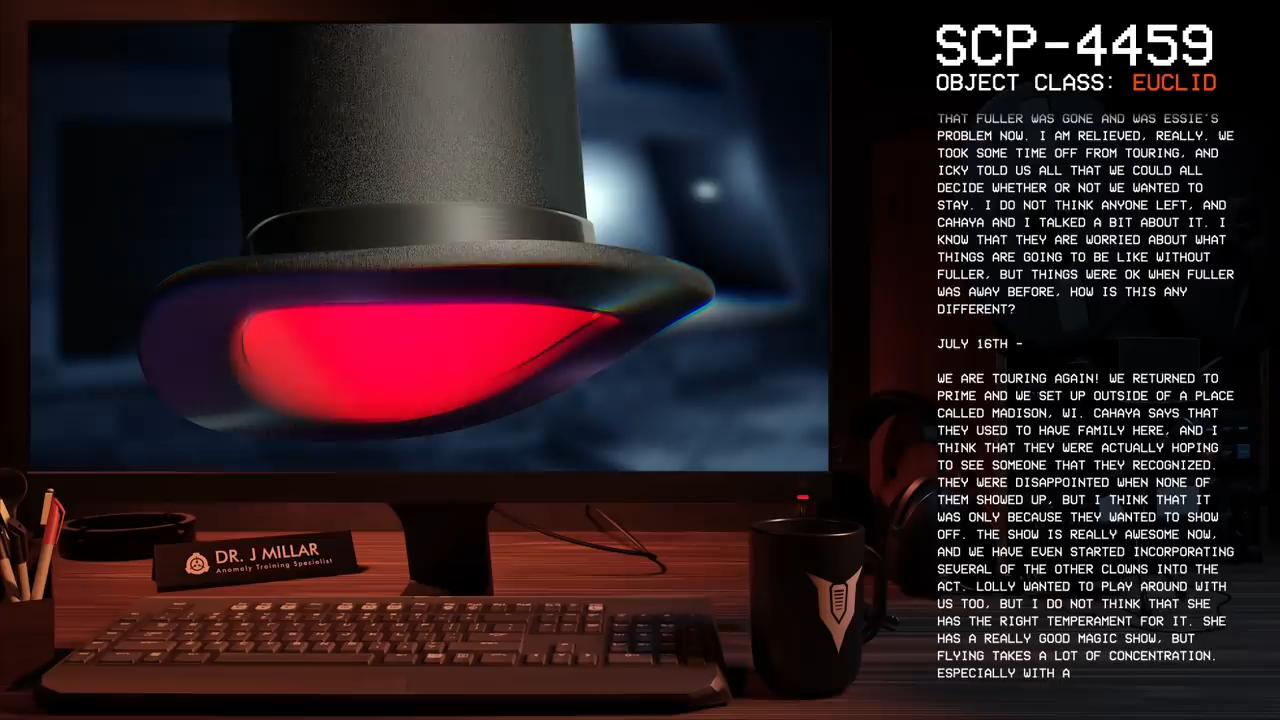 SCP-4459
OBJECT CLASS: EUCLID
THAT FULLER WAS GONE AND WAS ESSIE'S
PROBLEM NOW. I AM RELIEVED, REALLY. WE
TOOK SOME TIME OFF FROM TOURING, AND
ICKY TOLD US ALL THAT WE COULD ALL
DECIDE WHETHER OR NOT WE WANTED TO
STAY. I DO NOT THINK ANYONE LEFT, AND
CAHAYA AND I TALKED A BIT ABOUT IT. I
KNOW THAT THEY ARE WORRIED ABOUT WHAT
THINGS ARE GOING TO BE LIKE WITHOUT
FULLER, BUT THINGS WERE OK WHEN FULLER
WAS AWAY BEFORE, HOW IS THIS ANY
DIFFERENT?
JULY 16TH -
WE ARE TOURING AGAIN! WE RETURNED TO
PRIME AND WE SET UP OUTSIDE OF A PLACE
CALLED MADISON, WI. CAHAYA SAYS THAT
THEY USED TO HAVE FAMILY HERE, AND I
THINK THAT THEY WERE ACTUALLY HOPING
TO SEE SOMEONE THAT THEY RECOGNIZED.
THEY WERE DISAPPOINTED WHEN NONE OF
THEM SHOWED UP, BUT I THINK THAT IT
WAS ONLY BECAUSE THEY WANTED TO SHOW
OFF. THE SHOW IS REALLY AWESOME NOW,
AND WE HAVE EVEN STARTED INCORPORATING
SEVERAL OF THE OTHER CLOWNS INTO THE
ACT. LOLLY WANTED TO PLAY AROUND WITH
US TOO, BUT I DO NOT THINK THAT SHE
HAS THE RIGHT TEMPERAMENT FOR IT. SHE
HAS A REALLY GOOD MAGIC SHOW, BUT
FLYING TAKES A LOT OF CONCENTRATION.
ESPECIALLY WITH A
DR. J MILLAR
Anomaly Training Specialist